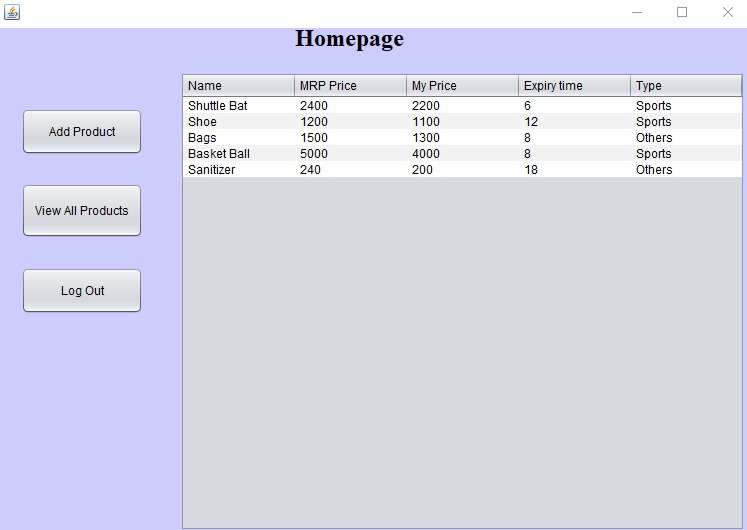 Homepage
Add Product
View All Products
Log Out
Name MRP Price My Price Expiry time Type
Shuttle Bat 2400 2200 6 Sports
Shoe 1200 1100 12 Sports
Bags 1500 1300 8 Others
Basket Ball 5000 4000 8 Sports
Sanitizer 240 200 18 Others